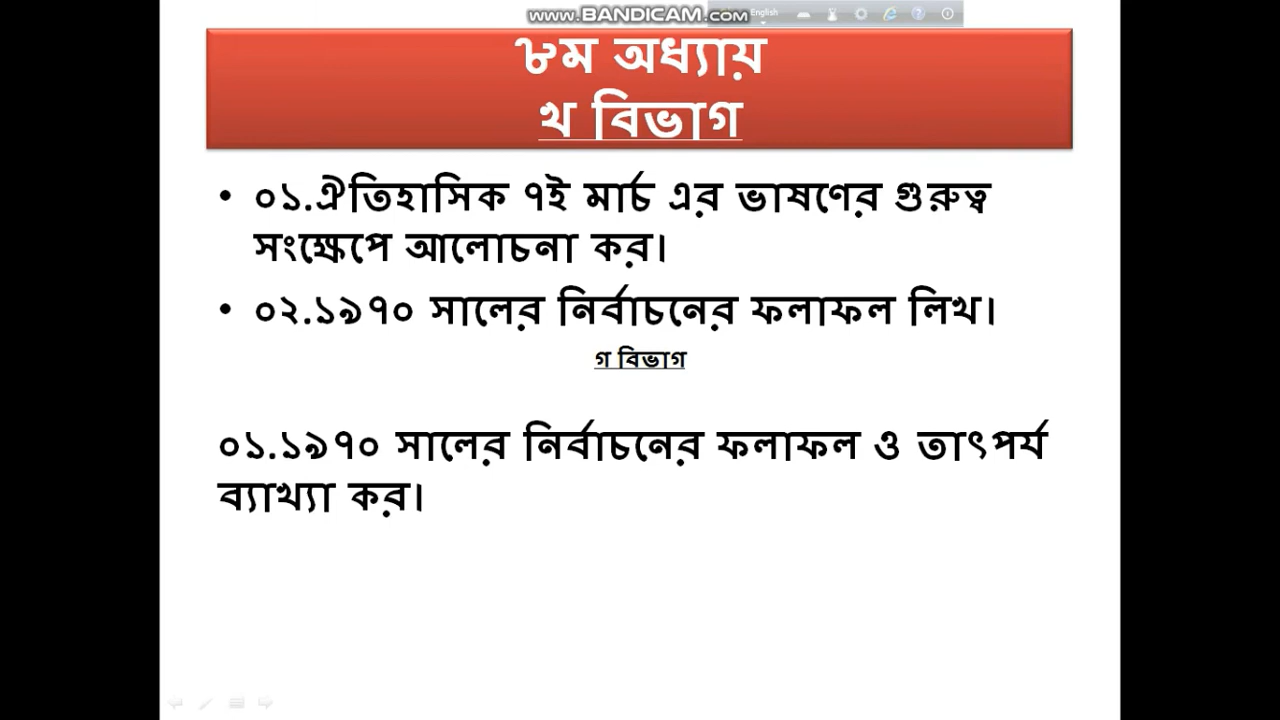 www.BANDICAM.com English
৮ম অধ্যায়
খ বিভাগ
• ০১.ঐতিহাসিক ৭ই মার্চ এর ভাষণের গুরুত্ব
সংক্ষেপে আলোচনা কর।
• ০২.১৯৭০ সালের নির্বাচনের ফলাফল লিখ।
গ বিভাগ
০১.১৯৭০ সালের নির্বাচনের ফলাফল ও তাৎপর্য
ব্যাখ্যা কর।